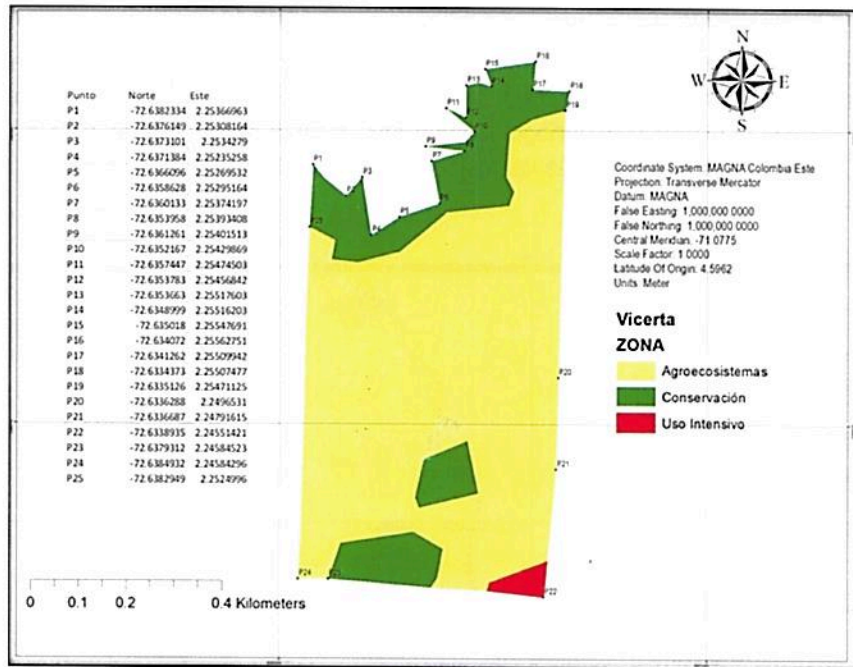 Punto Norte Este
P1 -72.6382334 2.25366963
P2 -72.6376149 2.25308164
P3 -72.6373101 2.2534279
P4 -72.6371384 2.25235258
P5 -72.6366096 2.25269532
P6 -72.6358628 2.25295164
P7 -72.6360133 2.25374197
P8 -72.6353958 2.25393408
P9 -72.6361261 2.25401513
P10 -72.6352167 2.25429869
P11 -72.6357447 2.25474503
P12 -72.6353783 2.25456842
P13 -72.6353663 2.25517603
P14 -72.6348999 2.25516203
P15 -72.635018 2.25547691
P16 -72.634072 2.25562751
P17 -72.6341262 2.25509942
P18 -72.6334373 2.25507477
P19 -72.6335126 2.25471125
P20 -72.6336288 2.2496531
P21 -72.6336687 2.24791615
P22 -72.6338935 2.24551421
P23 -72.6379312 2.24584523
P24 -72.6384932 2.24584296
P25 -72.6382949 2.2524996
0 0.1 0.2 0.4 Kilometers
P16
P15
P13
P14
P17
P18
P11
P19
P10
P9
P7
P1
P3
P5
P20
P21
P24
P22
N
W E
S
Coordinate System: MAGNA Colombia Este
Projection: Transverse Mercator
Datum: MAGNA
False Easting: 1,000,000.0000
False Northing: 1,000,000.0000
Central Meridian: -71.0775
Scale Factor: 1.0000
Latitude Of Origin: 4.5962
Units: Meter
Vicerta
ZONA
Agroecosistemas
Conservación
Uso Intensivo